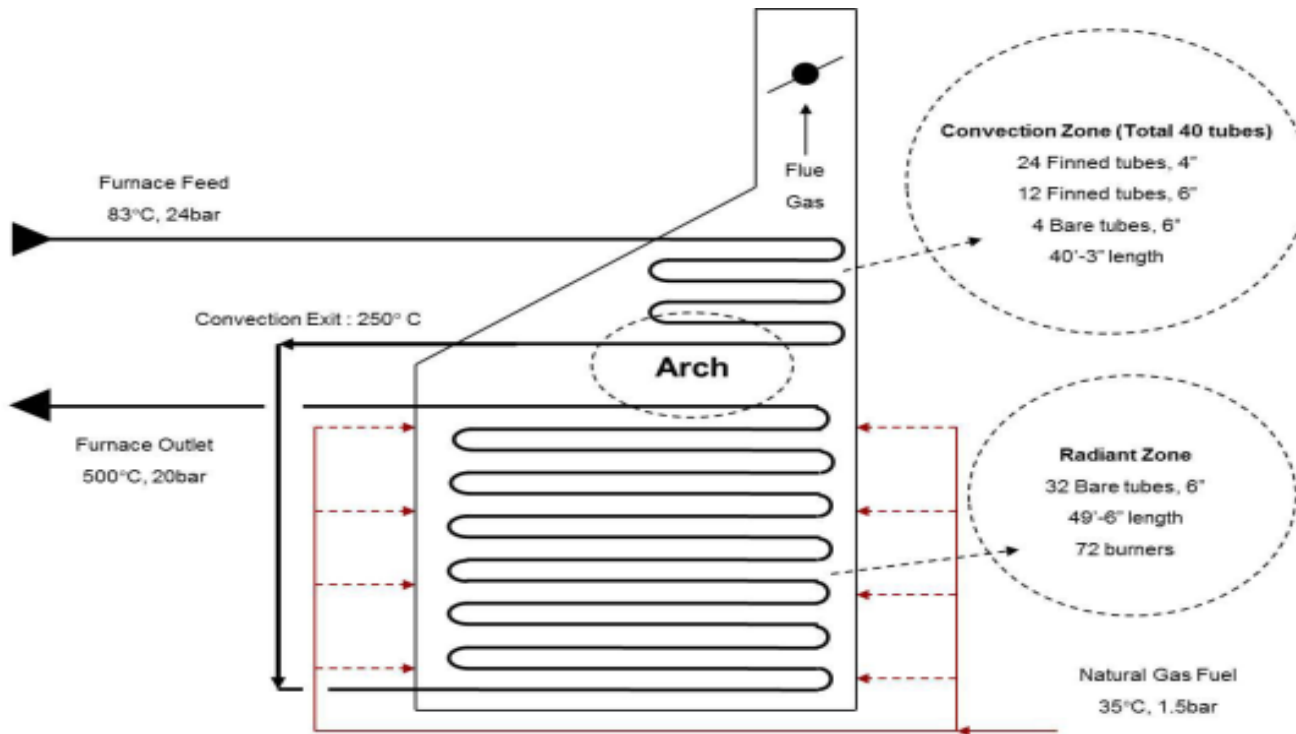 Furnace Feed
83°C, 24bar
Flue
Gas
Convection Zone (Total 40 tubes)
24 Finned tubes, 4"
12 Finned tubes, 6"
4 Bare tubes, 6"
40'-3" length
Convection Exit : 250° C
Arch
Furnace Outlet
500°C, 20bar
Radiant Zone
32 Bare tubes, 6"
49'-6" length
72 burners
Natural Gas Fuel
35°C, 1.5bar